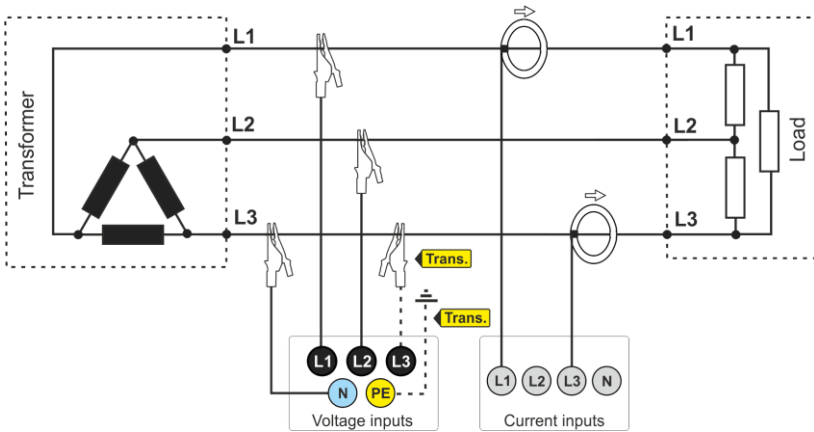 Transformer
L1
L1
L2
L2
L3
L3
Load
Trans.
Trans.
L1 L2 L3
N PE
Voltage inputs
L1 L2 L3 N
Current inputs